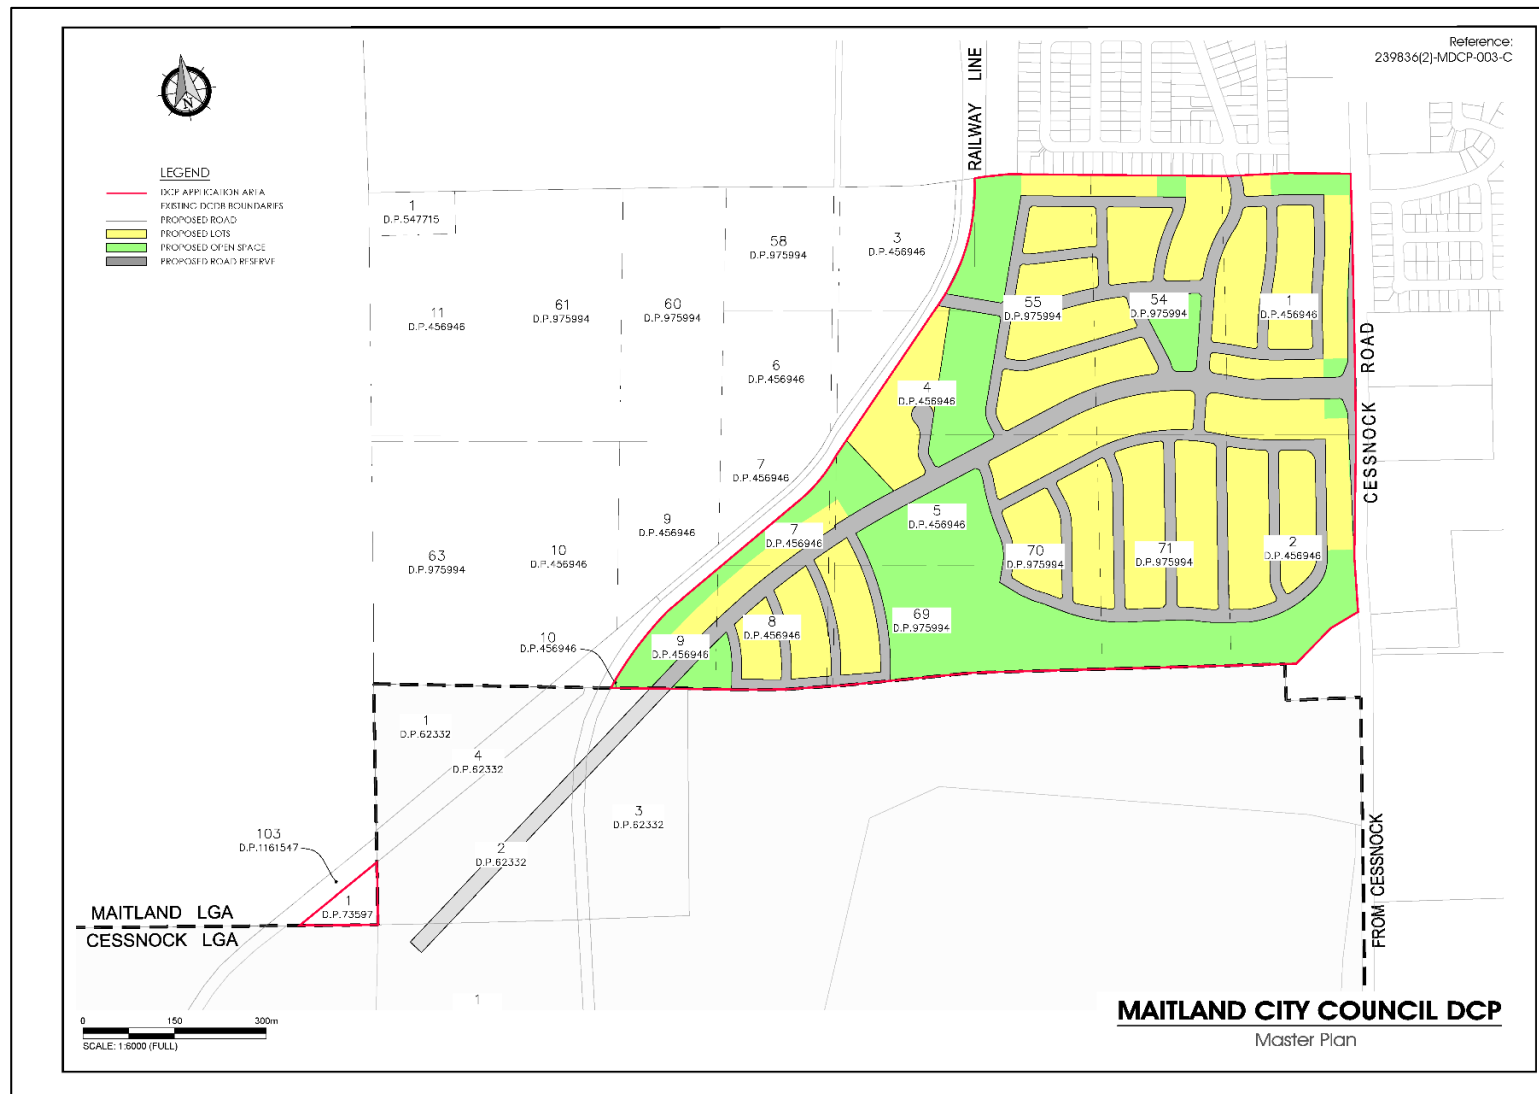 Reference:
239836(2)-MDCP-003-C
RAILWAY LINE
N
LEGEND
DCP APPLICATION AREA
EXISTING DCDB BOUNDARIES
PROPOSED ROAD
PROPOSED LOTS
PROPOSED OPEN SPACE
PROPOSED ROAD RESERVE
1
D.P.547715
58
D.P.975994
3
D.P.456946
11
D.P.456946
61
D.P.975994
60
D.P.975994
55
D.P.975994
54
D.P.975994
1
D.P.456946
6
D.P.456946
4
D.P.456946
CESSNOCK ROAD
7
D.P.456946
9
D.P.456946
7
D.P.456946
5
D.P.456946
63
D.P.975994
10
D.P.456946
70
D.P.975994
71
D.P.975994
2
D.P.456946
10
D.P.456946
9
D.P.456946
8
D.P.456946
69
D.P.975994
1
D.P.62332
4
D.P.62332
3
D.P.62332
103
D.P.1161547
2
D.P.62332
1
D.P.73597
MAITLAND LGA
CESSNOCK LGA
FROM CESSNOCK
1
0 150 300m
SCALE: 1:6000 (FULL)
MAITLAND CITY COUNCIL DCP
Master Plan